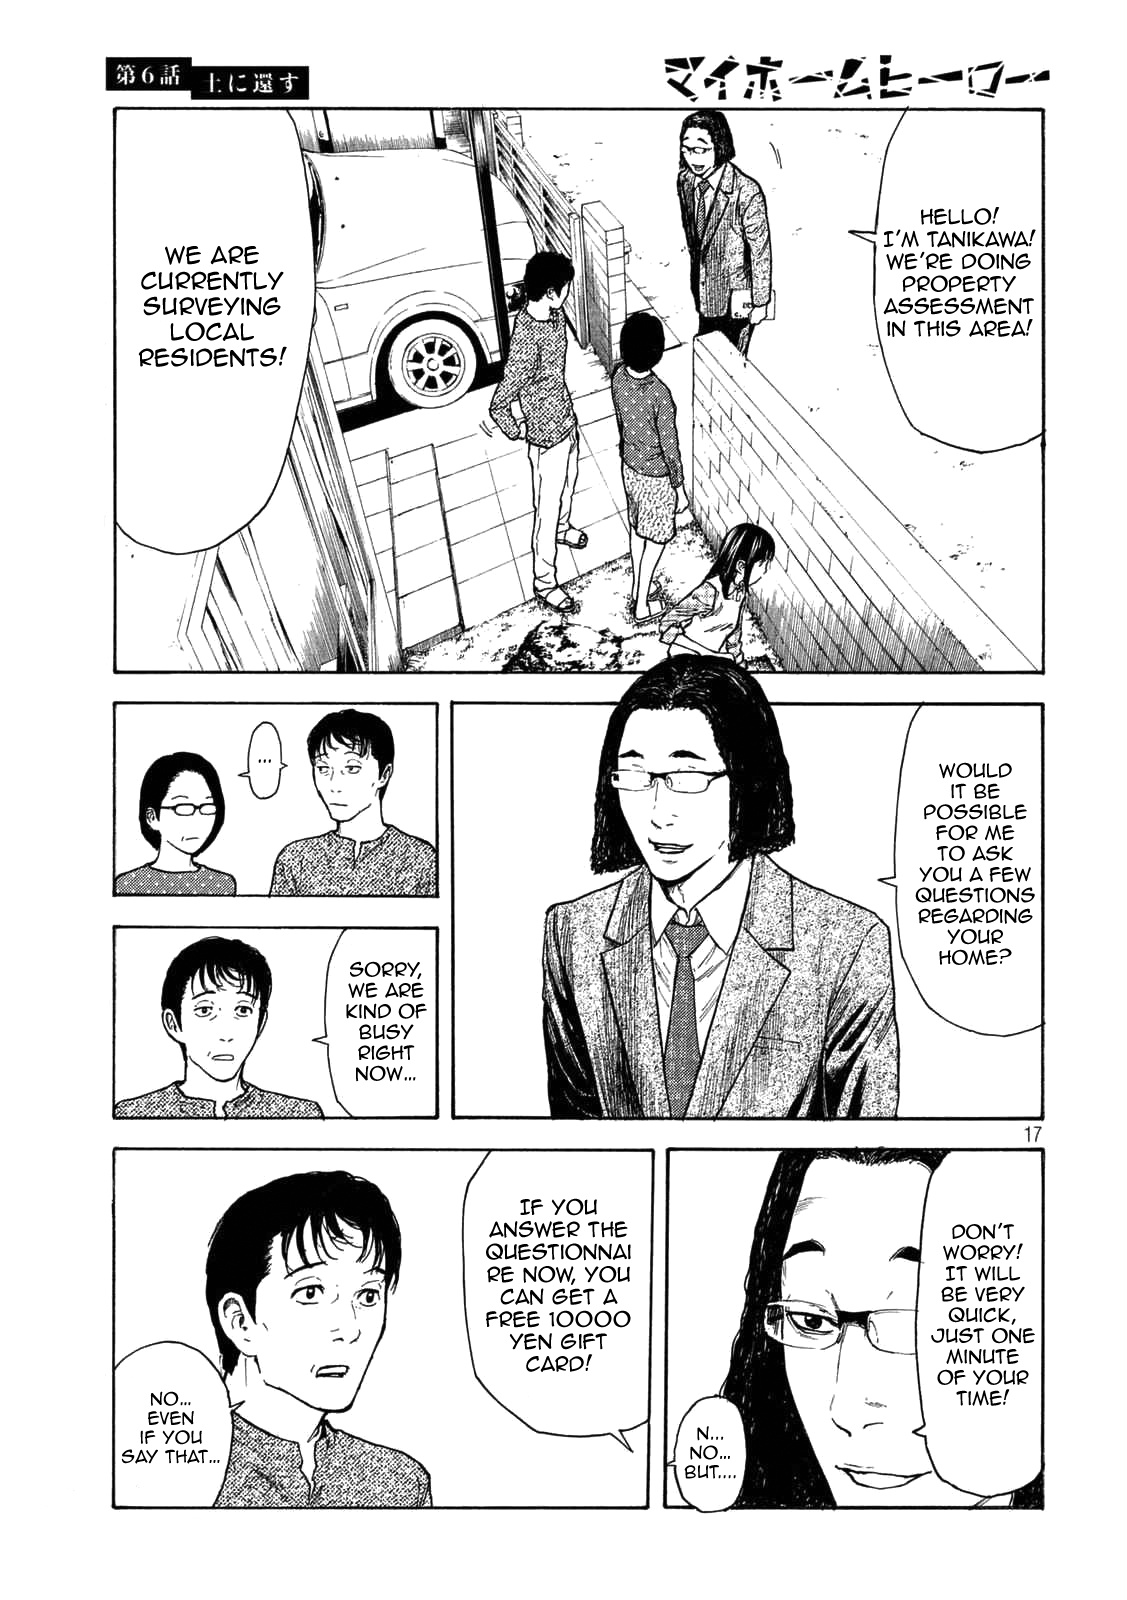 第6話
土に還す
マイホームヒーロー
HELLO!
I'M TANIKAWA!
WE'RE DOING
PROPERTY
ASSESSMENT
IN THIS AREA!
WE ARE
CURRENTLY
SURVEYING
LOCAL
RESIDENTS!
WOULD
IT BE
POSSIBLE
FOR ME
TO ASK
YOU A FEW
QUESTIONS
REGARDING
YOUR
HOME?
...
SORRY,
WE ARE
KIND OF
BUSY
RIGHT
NOW...
17
DON'T
WORRY!
IT WILL
BE VERY
QUICK,
JUST ONE
MINUTE
OF YOUR
TIME!
N...
NO...
BUT....
IF YOU
ANSWER THE
QUESTIONNAI
RE NOW, YOU
CAN GET A
FREE 10000
YEN GIFT
CARD!
NO...
EVEN
IF YOU
SAY THAT...